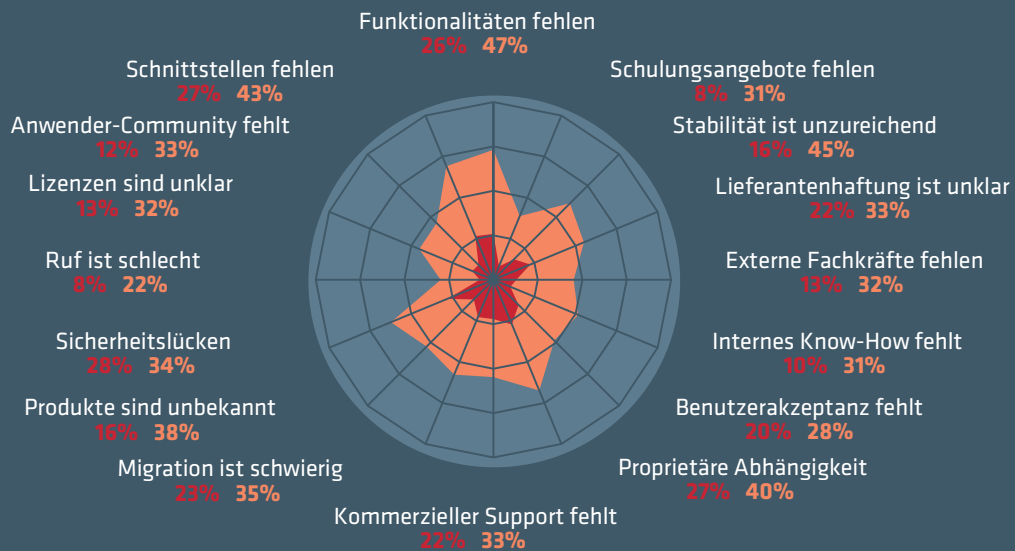 Funktionalitäten fehlen
26% 47%
Schnittstellen fehlen
27% 43%
Schulungsangebote fehlen
8% 31%
Anwender-Community fehlt
12% 33%
Stabilität ist unzureichend
16% 45%
Lizenzen sind unklar
13% 32%
Lieferantenhaftung ist unklar
22% 33%
Ruf ist schlecht
8% 22%
Externe Fachkräfte fehlen
13% 32%
Sicherheitslücken
28% 34%
Internes Know-How fehlt
10% 31%
Produkte sind unbekannt
16% 38%
Benutzerakzeptanz fehlt
20% 28%
Migration ist schwierig
23% 35%
Proprietäre Abhängigkeit
27% 40%
Kommerzieller Support fehlt
22% 33%